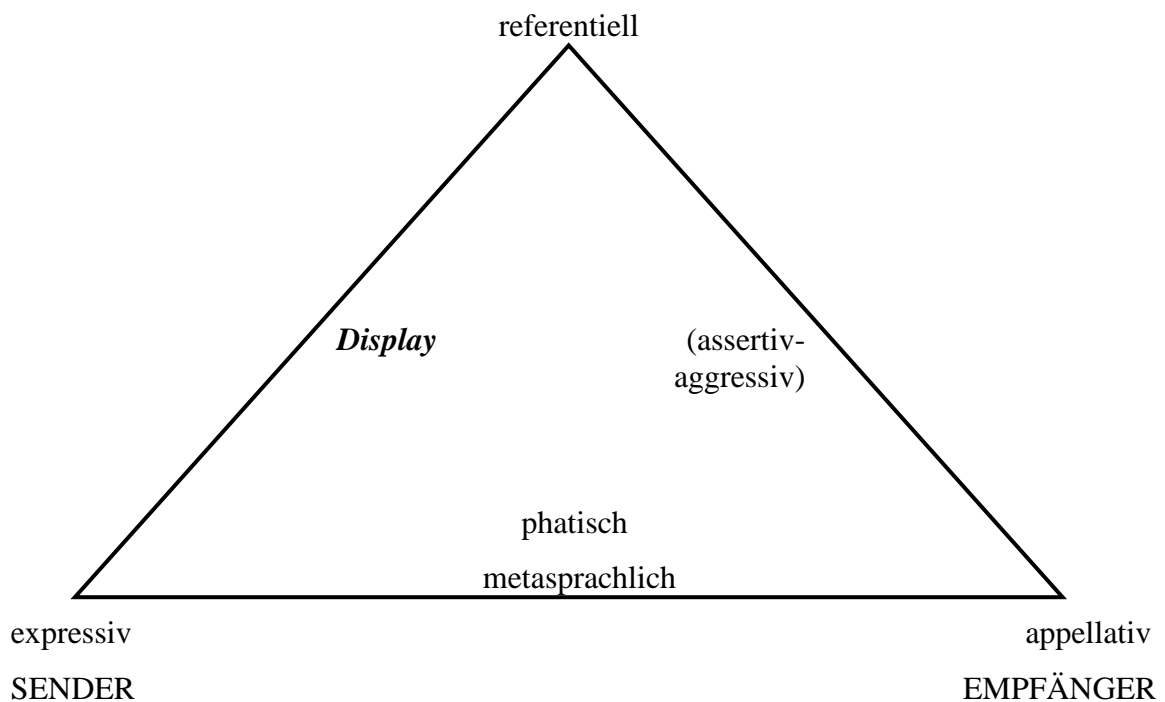 referentiell
Display
(assertiv-
aggressiv)
phatisch
metasprachlich
expressiv
appellativ
SENDER
EMPFÄNGER